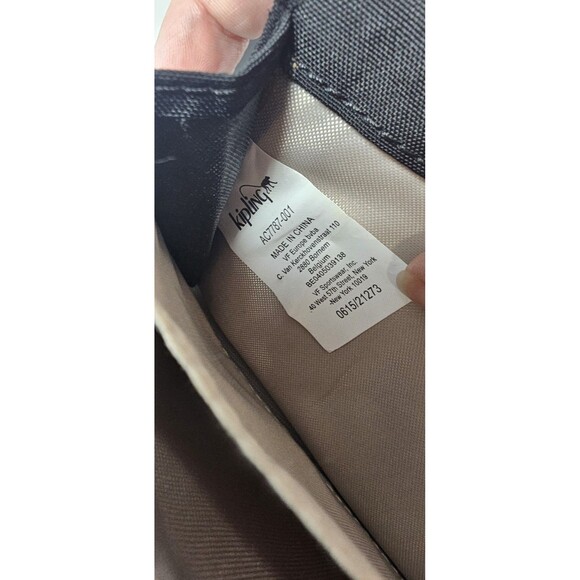 kipling
AC7787-001
MADE IN CHINA
VF Europe bvba
C. Van Kerckhovenstraat 110
2880 Bornem
Belgium
BE0405039138
VF Sportswear, Inc.
40 West 57th Street, New York
-New York 10019
0615/21273